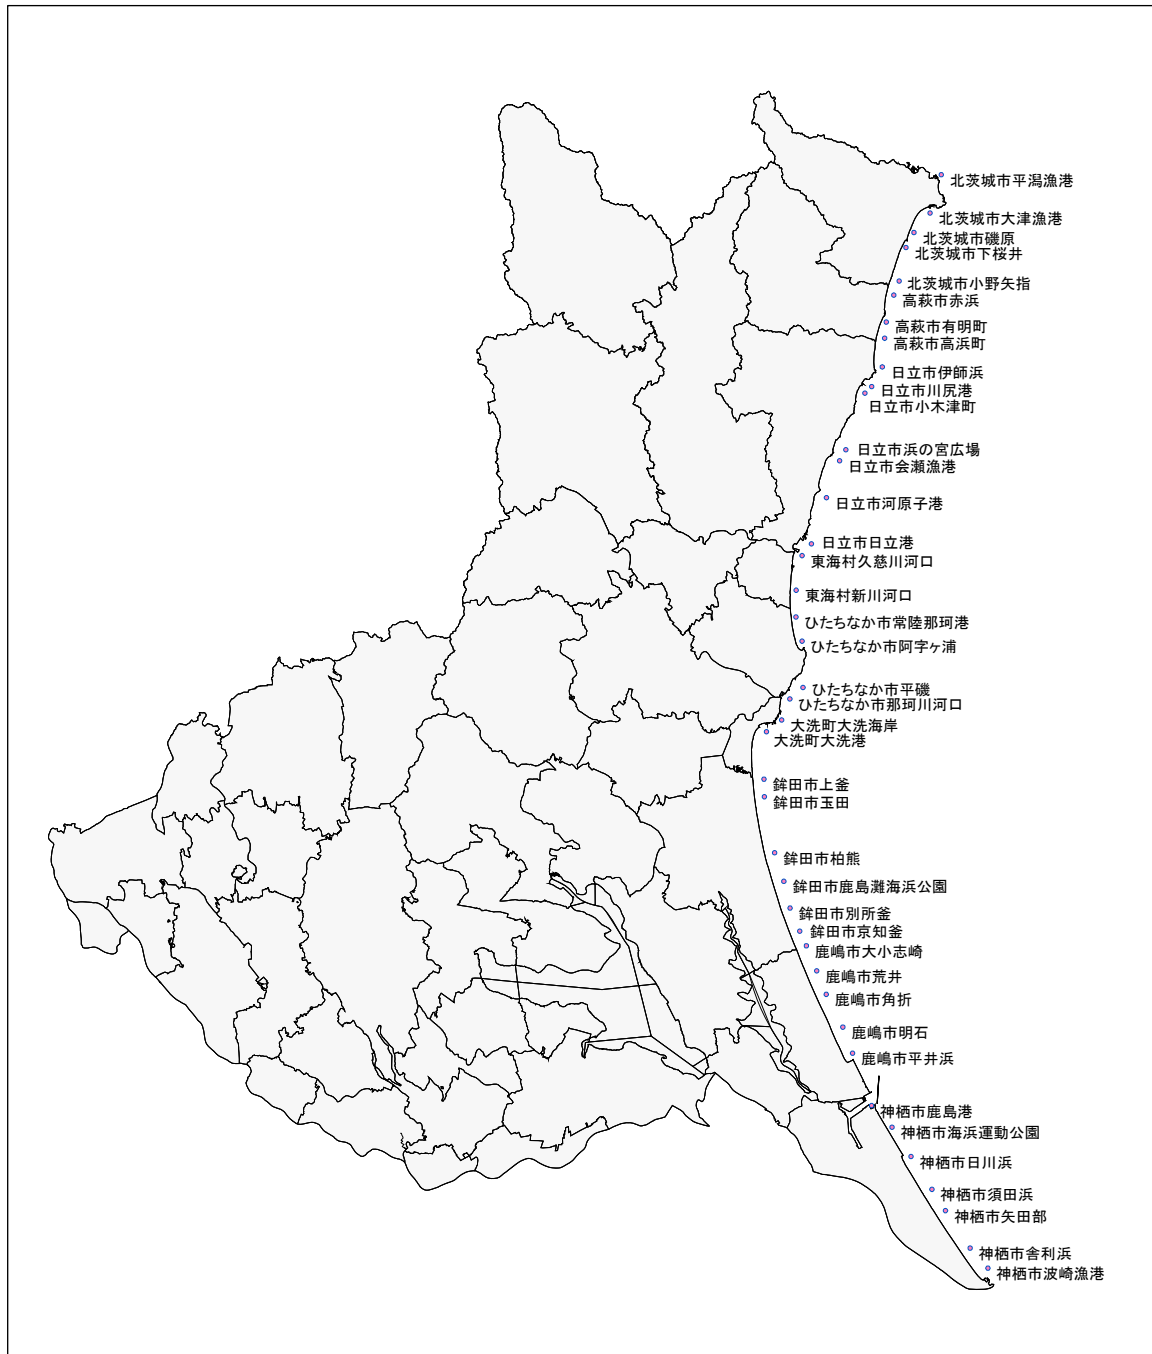 北茨城市平潟漁港
北茨城市大津漁港
北茨城市磯原
北茨城市下桜井
北茨城市小野矢指
高萩市赤浜
高萩市有明町
高萩市高浜町
日立市伊師浜
日立市川尻港
日立市小木津町
日立市浜の宮広場
日立市会瀬漁港
日立市河原子港
日立市日立港
東海村久慈川河口
東海村新川河口
ひたちなか市常陸那珂港
ひたちなか市阿字ヶ浦
ひたちなか市平磯
ひたちなか市那珂川河口
大洗町大洗海岸
大洗町大洗港
鉾田市上釜
鉾田市玉田
鉾田市柏熊
鉾田市鹿島灘海浜公園
鉾田市別所釜
鉾田市京知釜
鹿嶋市大小志崎
鹿嶋市荒井
鹿嶋市角折
鹿嶋市明石
鹿嶋市平井浜
神栖市鹿島港
神栖市海浜運動公園
神栖市日川浜
神栖市須田浜
神栖市矢田部
神栖市舎利浜
神栖市波崎漁港